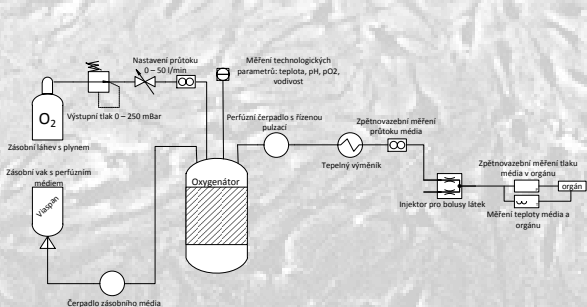 Nastavení průtoku
0 – 50 l/min
Měření technologických
parametrů: teplota, pH, pO2,
vodivost
O2
Výstupní tlak 0 – 250 mBar
Zásobní láhev s plynem
Perfúzní čerpadlo s řízenou
pulzací
Zpětnovazební měření
průtoku média
Zásobní vak s perfúzním
médiem
Viaspan
Oxygenátor
Tepelný výměník
Zpětnovazební měření tlaku
média v orgánu
orgán
Injektor pro bolusy látek
Měření teploty média a
orgánu
Čerpadlo zásobního média